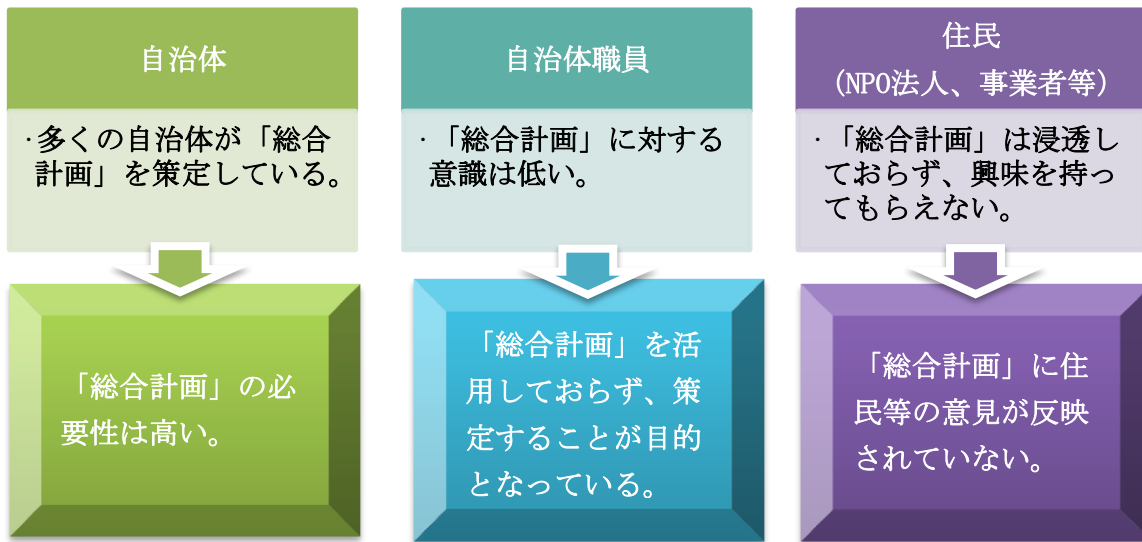 自治体
・多くの自治体が「総合
計画」を策定している。
「総合計画」の必
要性は高い。
自治体職員
・「総合計画」に対する
意識は低い。
「総合計画」を活
用しておらず、策
定することが目的
となっている。
住民
（NPO法人、事業者等）
・「総合計画」は浸透し
ておらず、興味を持っ
てもらえない。
「総合計画」に住
民等の意見が反映
されていない。